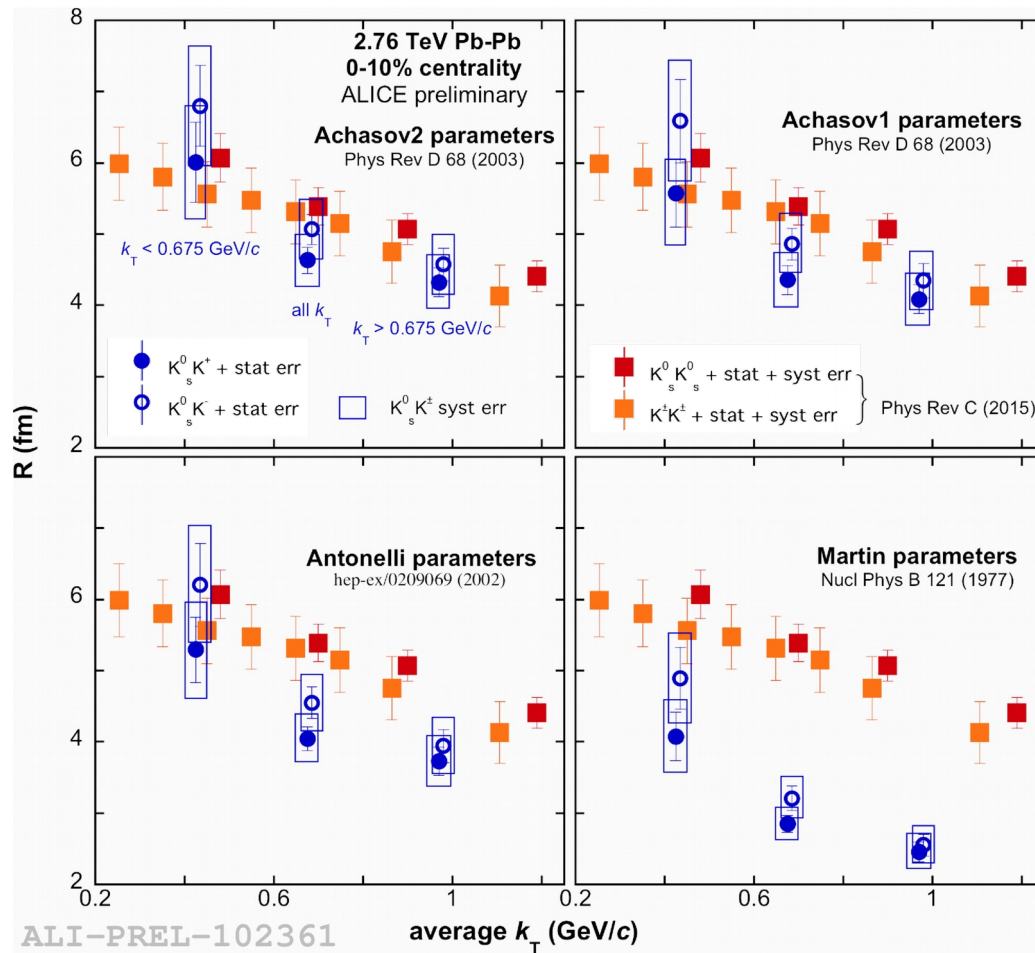 8
6
4
2
R (fm)
2.76 TeV Pb-Pb
0-10% centrality
ALICE preliminary
Achasov2 parameters
Phys Rev D 68 (2003)
k_T < 0.675 GeV/c
all k_T
k_T > 0.675 GeV/c
K⁰_s K⁺ + stat err
K⁰_s K⁻ + stat err
K⁰_s K^± syst err
Achasov1 parameters
Phys Rev D 68 (2003)
K⁰_s K⁰_s + stat + syst err
K^±K^± + stat + syst err
Phys Rev C (2015)
6
4
2
Antonelli parameters
hep-ex/0209069 (2002)
Martin parameters
Nucl Phys B 121 (1977)
0.2 0.6 1 0.2 0.6 1
average k_T (GeV/c)
ALI-PREL-102361